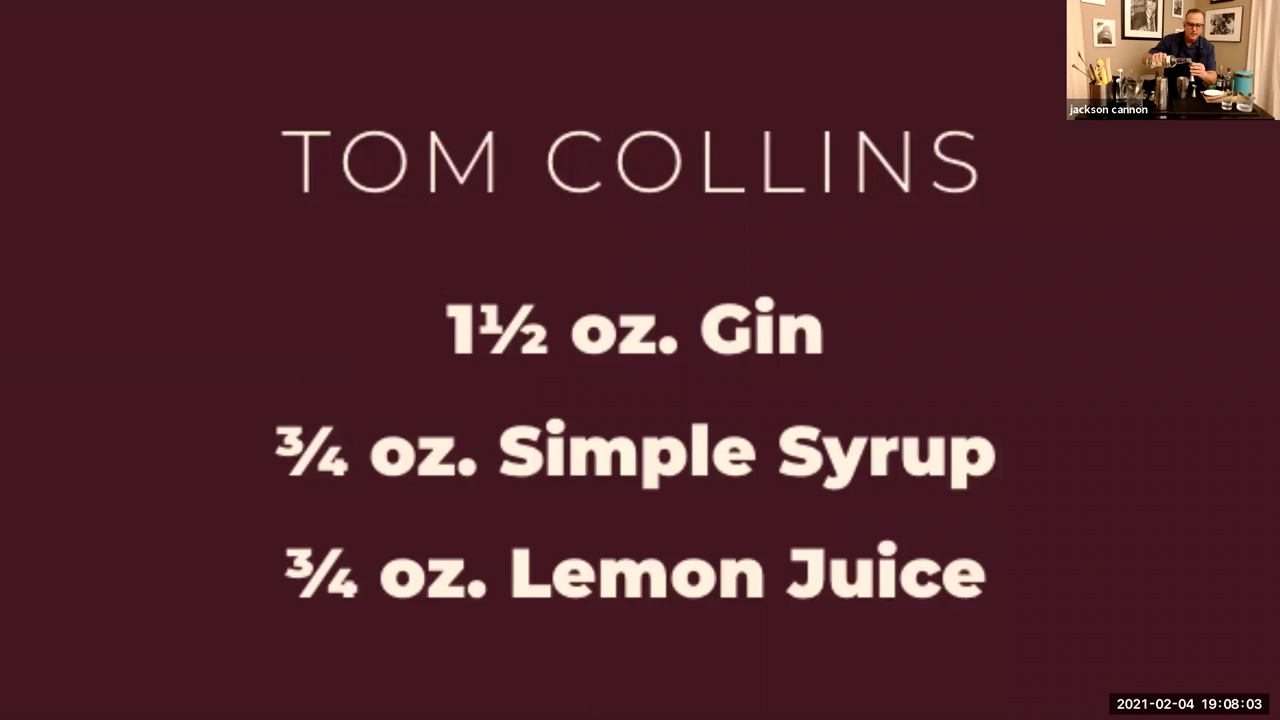 jackson cannon
TOM COLLINS
1½ oz. Gin
¾ oz. Simple Syrup
¾ oz. Lemon Juice
2021-02-04 19:08:03